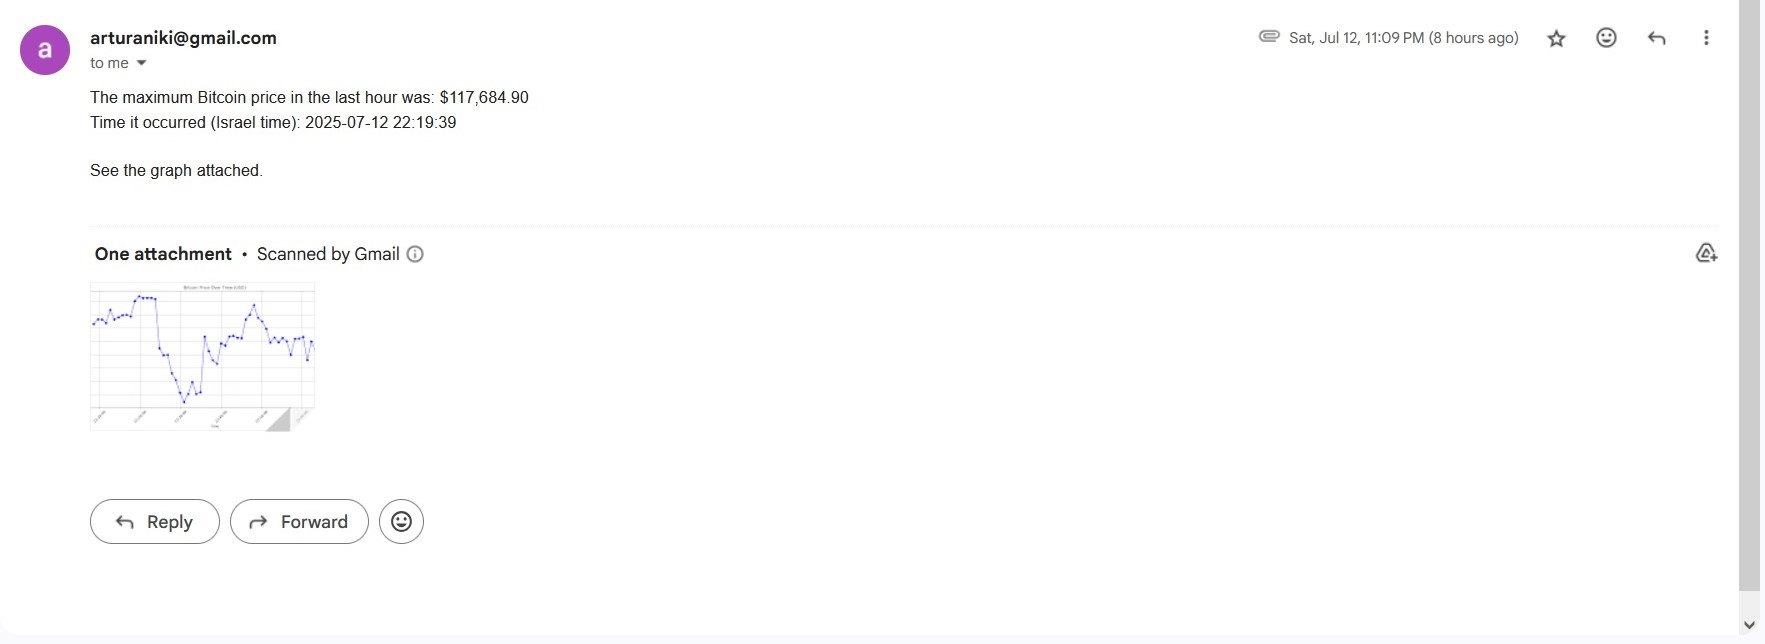 a
arturaniki@gmail.com
Sat, Jul 12, 11:09 PM (8 hours ago)
to me
The maximum Bitcoin price in the last hour was: $117,684.90
Time it occurred (Israel time): 2025-07-12 22:19:39
See the graph attached.
One attachment • Scanned by Gmail
Bitcoin Price Over Time (USD)
Time
Reply
Forward